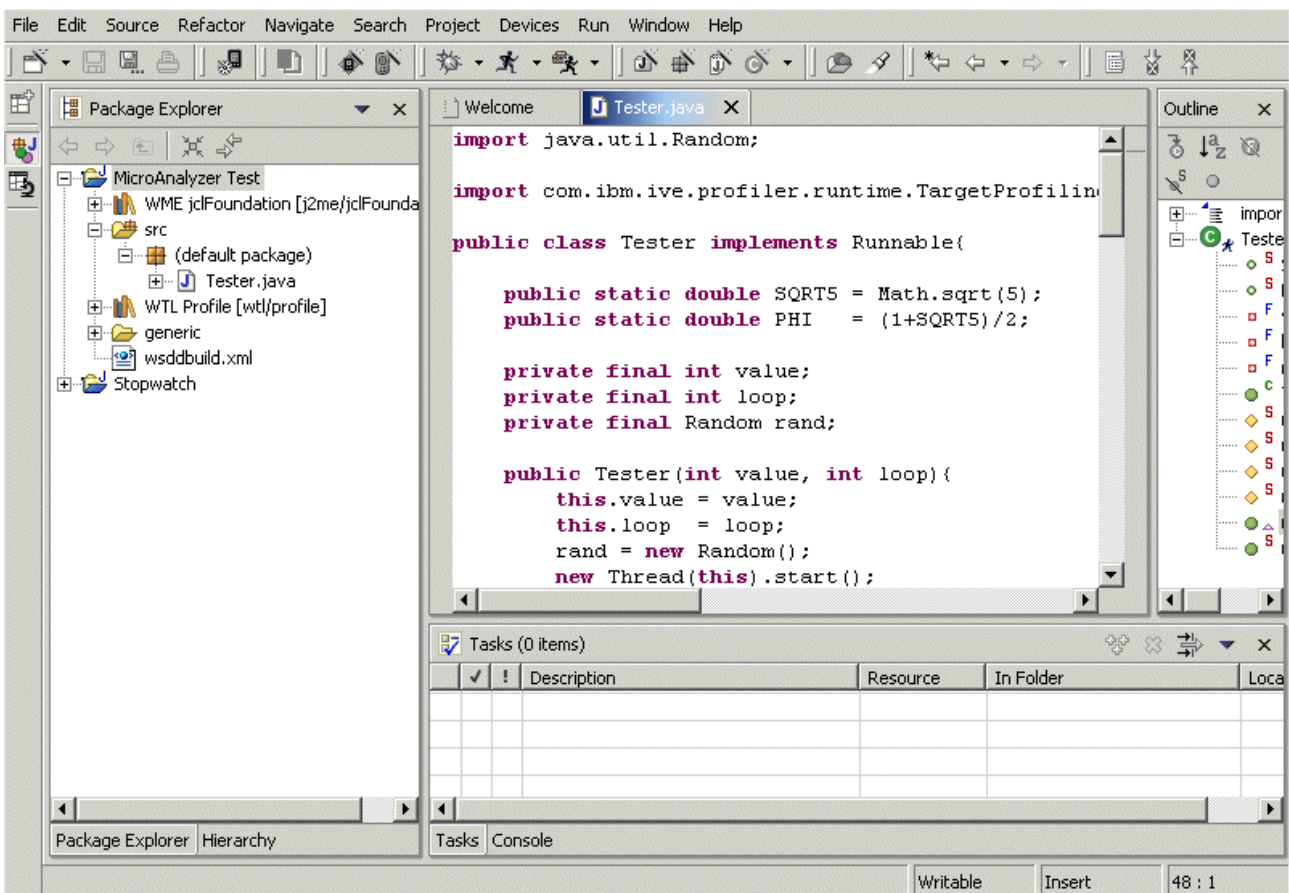 File Edit Source Refactor Navigate Search Project Devices Run Window Help
Package Explorer
MicroAnalyzer Test
WME jclFoundation [j2me/jclFounda
src
(default package)
Tester.java
WTL Profile [wtl/profile]
generic
wsddbuild.xml
Stopwatch
Package Explorer Hierarchy
Welcome Tester.java
import java.util.Random;
import com.ibm.ive.profiler.runtime.TargetProfiling
public class Tester implements Runnable{
public static double SQRT5 = Math.sqrt(5);
public static double PHI = (1+SQRT5)/2;
private final int value;
private final int loop;
private final Random rand;
public Tester(int value, int loop){
this.value = value;
this.loop = loop;
rand = new Random();
new Thread(this).start();
Outline
impor
Teste
Tasks (0 items)
! Description Resource In Folder Loca
Tasks Console
Writable Insert 48 : 1